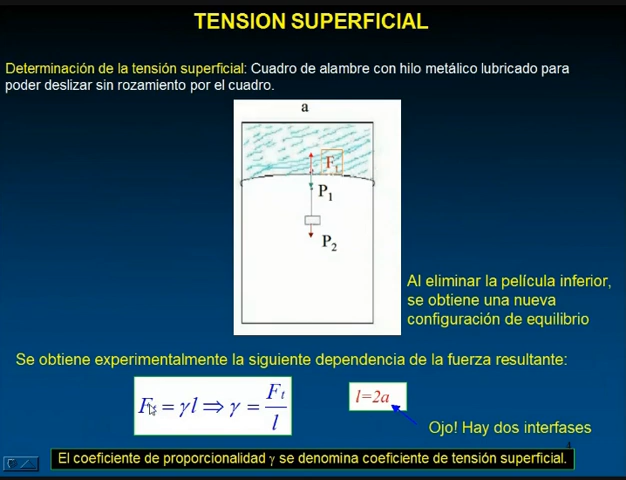 TENSION SUPERFICIAL
Determinación de la tensión superficial: Cuadro de alambre con hilo metálico lubricado para
poder deslizar sin rozamiento por el cuadro.
a
F₁
P₁
P₂
Al eliminar la película inferior,
se obtiene una nueva
configuración de equilibrio
Se obtiene experimentalmente la siguiente dependencia de la fuerza resultante:
Fₜ = γl ⇒ γ = Fₜ / l
l=2a
Ojo! Hay dos interfases
4
El coeficiente de proporcionalidad γ se denomina coeficiente de tensión superficial.